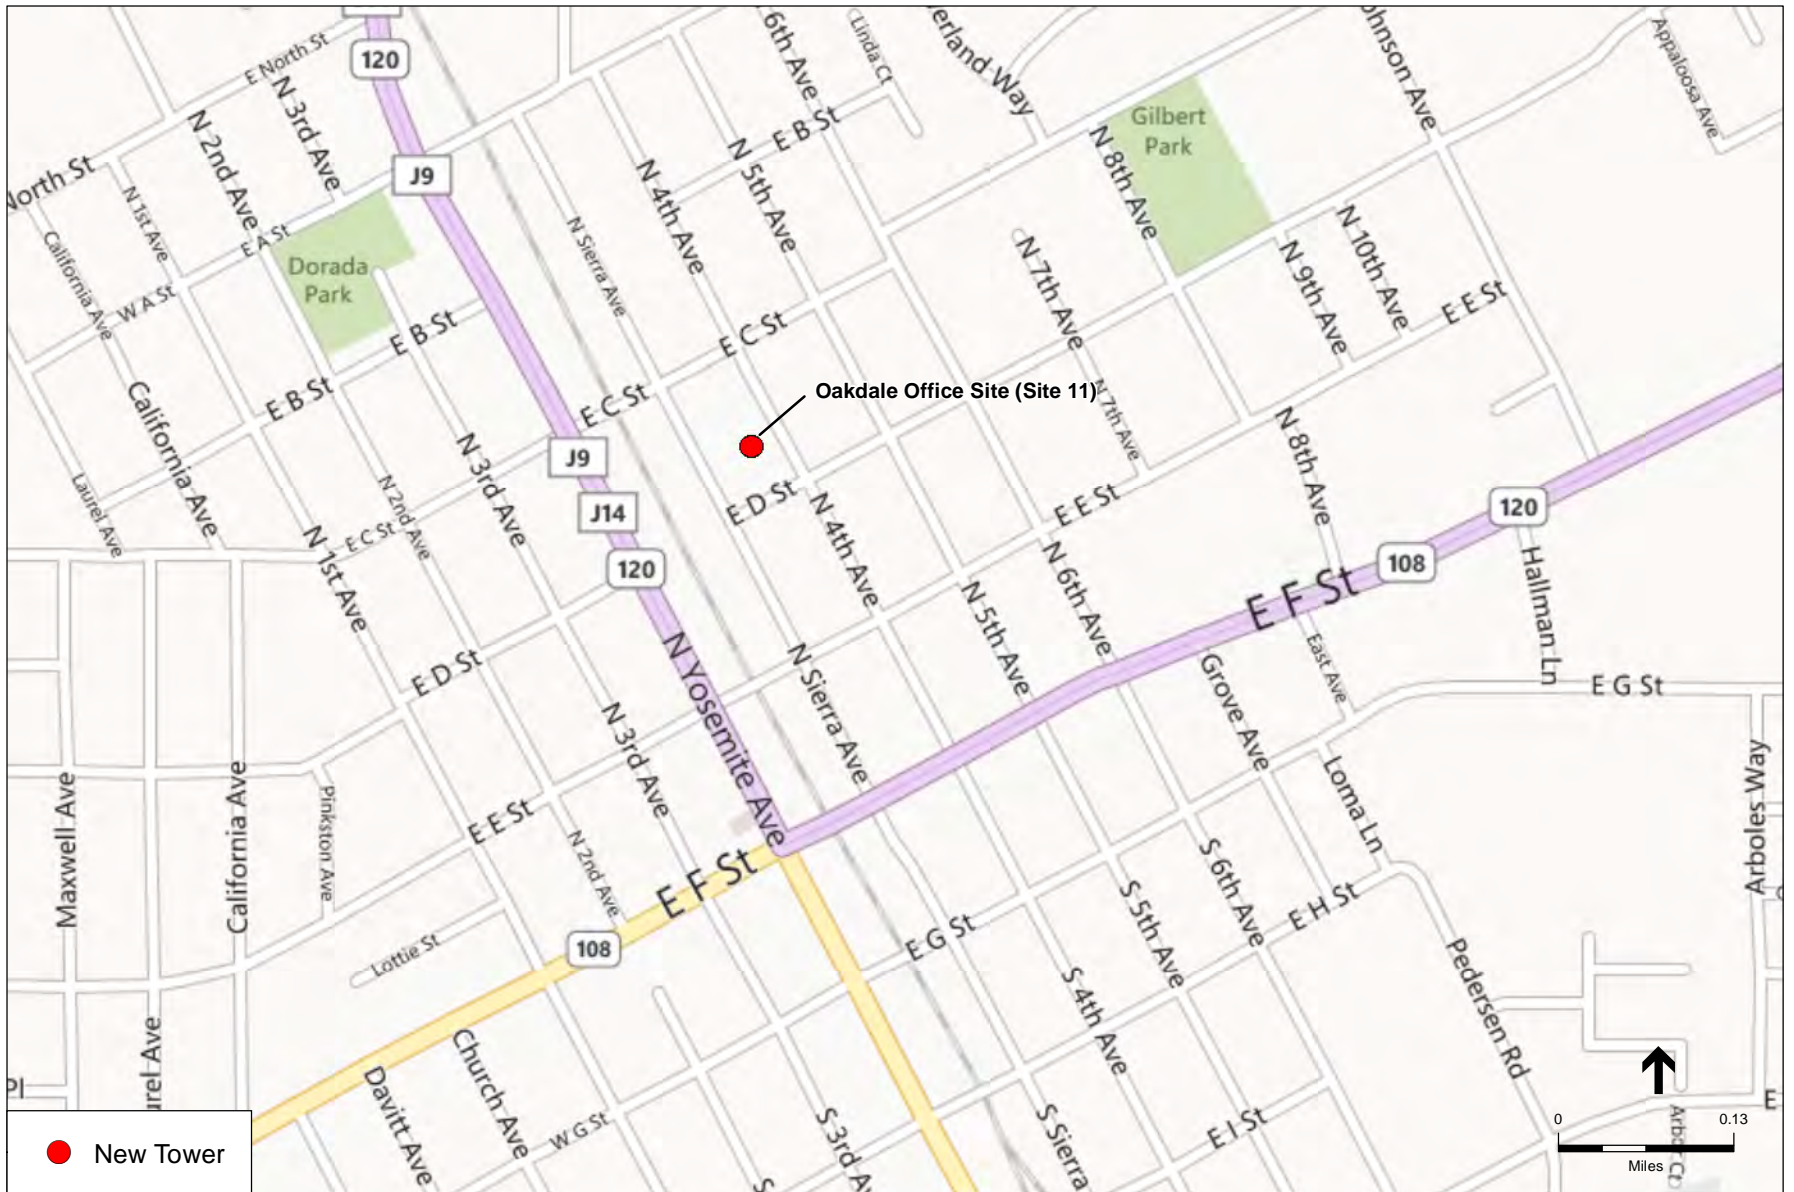 120
E North St
N 3rd Ave
N 2nd Ave
6th Ave
Linda Ct
erland Way
ohnson Ave
Appaloosa Ave
Gilbert
Park
E B St
N 5th Ave
N 4th Ave
N 8th Ave
J9
North St
N 1st Ave
E A St
California Ave
W A St
Dorada
Park
N Sierra Ave
N 7th Ave
N 9th Ave
N 10th Ave
E E St
E B St
E C St
E B St
California Ave
E C St
Oakdale Office Site (Site 11)
N 7th Ave
N 8th Ave
J9
N 3rd Ave
Laurel Ave
N 2nd Ave
J14
E D St
N 4th Ave
E E St
120
E C St
N 1st Ave
120
108
E F St
Hallman Ln
N 6th Ave
N 5th Ave
East Ave
E D St
N Yosemite Ave
N Sierra Ave
Grove Ave
E G St
N 3rd Ave
Loma Ln
Arboles Way
Maxwell Ave
California Ave
Pinkston Ave
E E St
N 2nd Ave
E F St
S 6th Ave
S 5th Ave
E H St
E G St
108
Lottie St
S 4th Ave
Pedersen Rd
urel Ave
Church Ave
Davitt Ave
Pl
W G St
S 3rd Av
S Sierra
E I St
S
E
Arbor Ct
0
0.13
Miles
New Tower